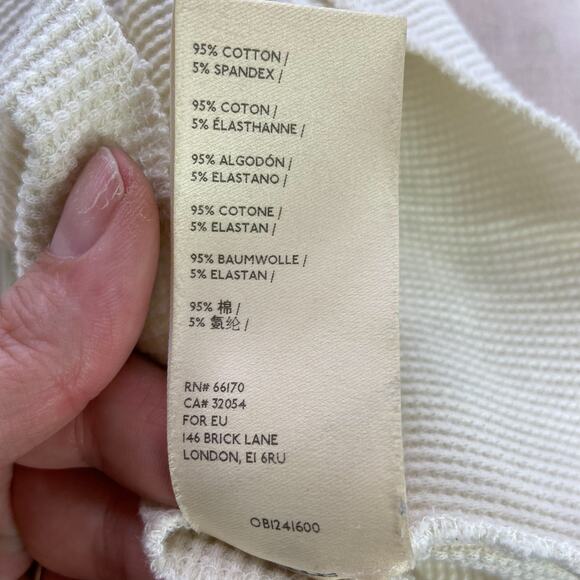 95% COTTON /
5% SPANDEX /
95% COTON /
5% ÉLASTHANNE /
95% ALGODÓN /
5% ELASTANO /
95% COTONE /
5% ELASTAN /
95% BAUMWOLLE /
5% ELASTAN /
95% 棉 /
5% 氨纶 /
RN# 66170
CA# 32054
FOR EU
146 BRICK LANE
LONDON, E1 6RU
OB1241600